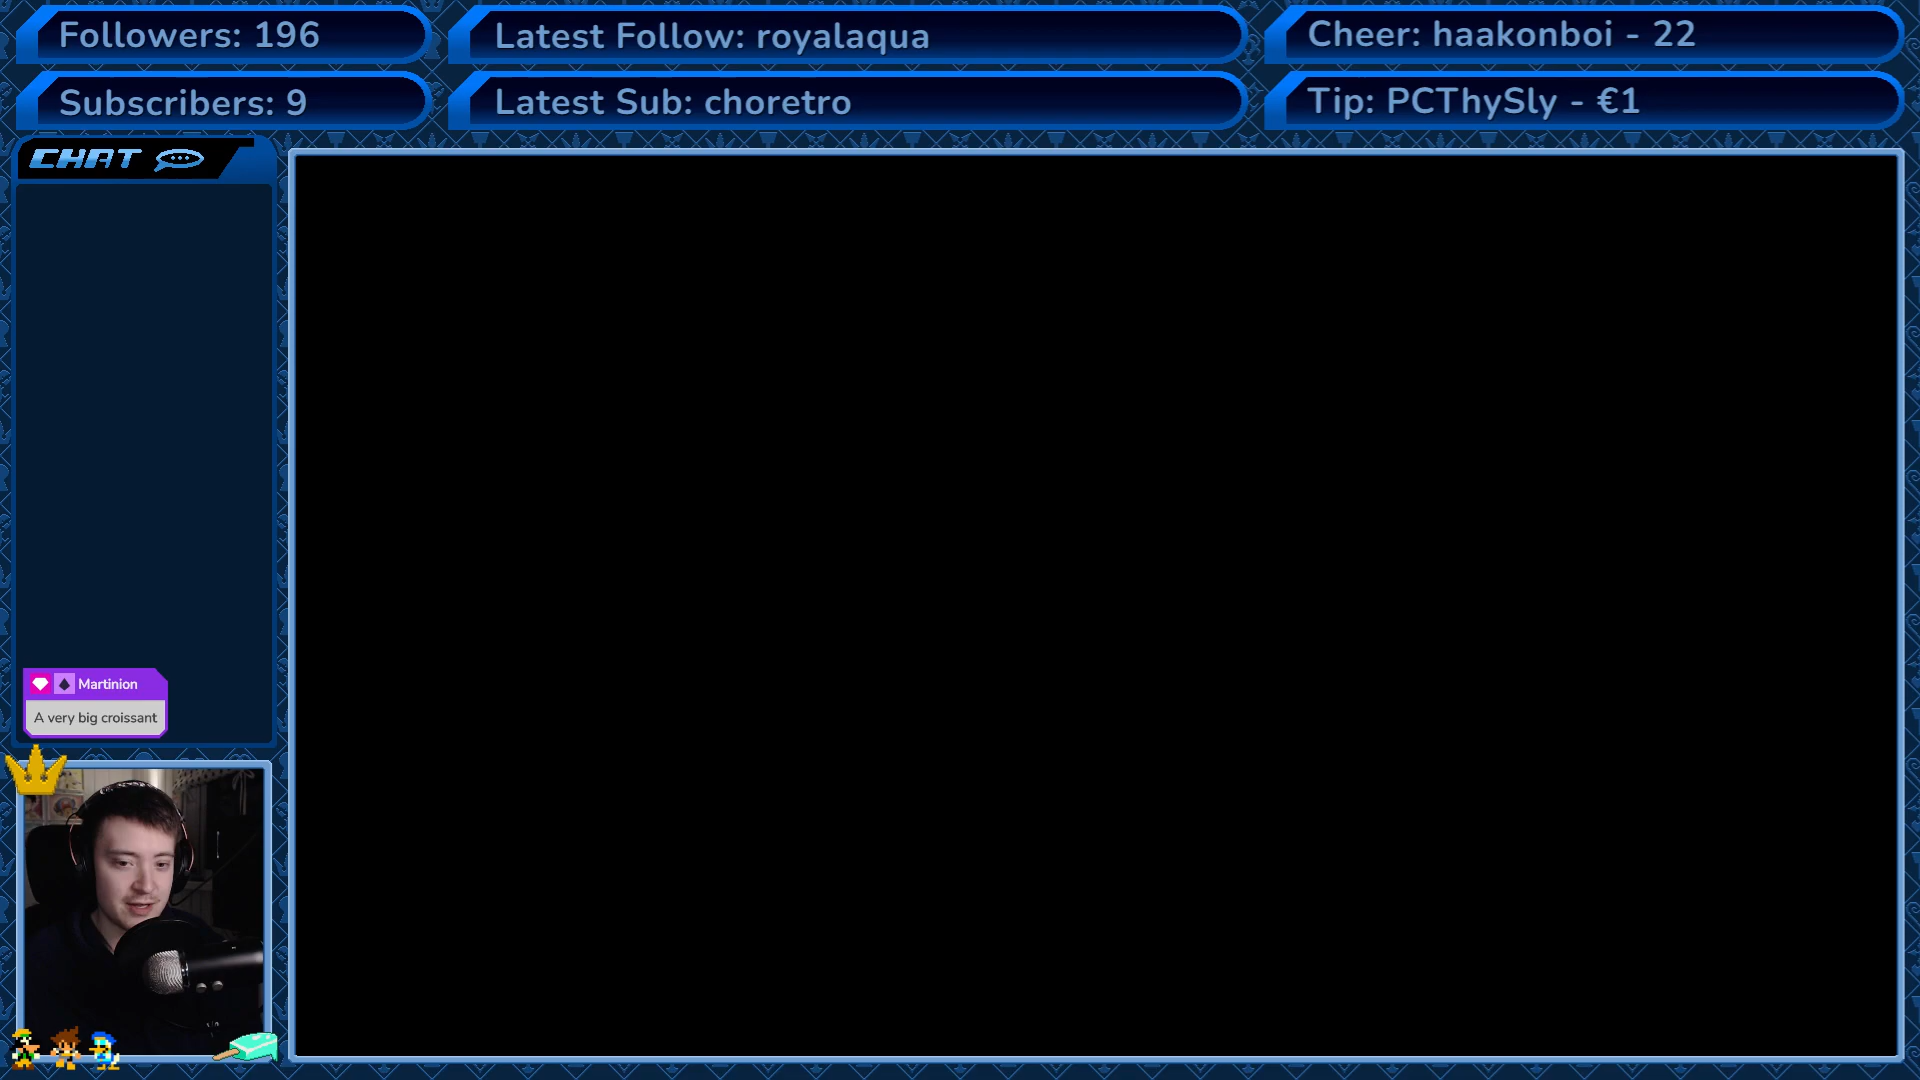 Followers: 196
Latest Follow: royalaqua
Cheer: haakonboi - 22
Subscribers: 9
Latest Sub: choretro
Tip: PCThySly - €1
CHAT
Martinion
A very big croissant